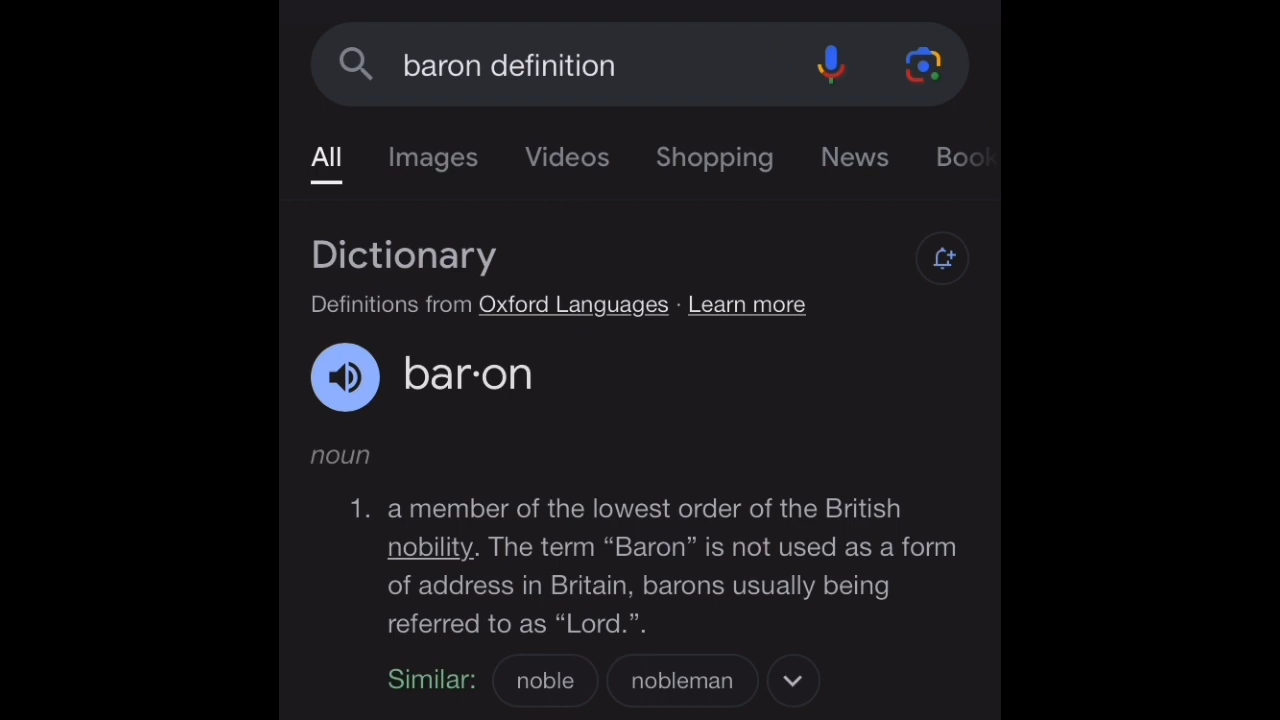 baron definition
All Images Videos Shopping News Book
Dictionary
Definitions from Oxford Languages · Learn more
bar·on
noun
1. a member of the lowest order of the British
nobility. The term “Baron” is not used as a form
of address in Britain, barons usually being
referred to as “Lord.”.
Similar: noble nobleman